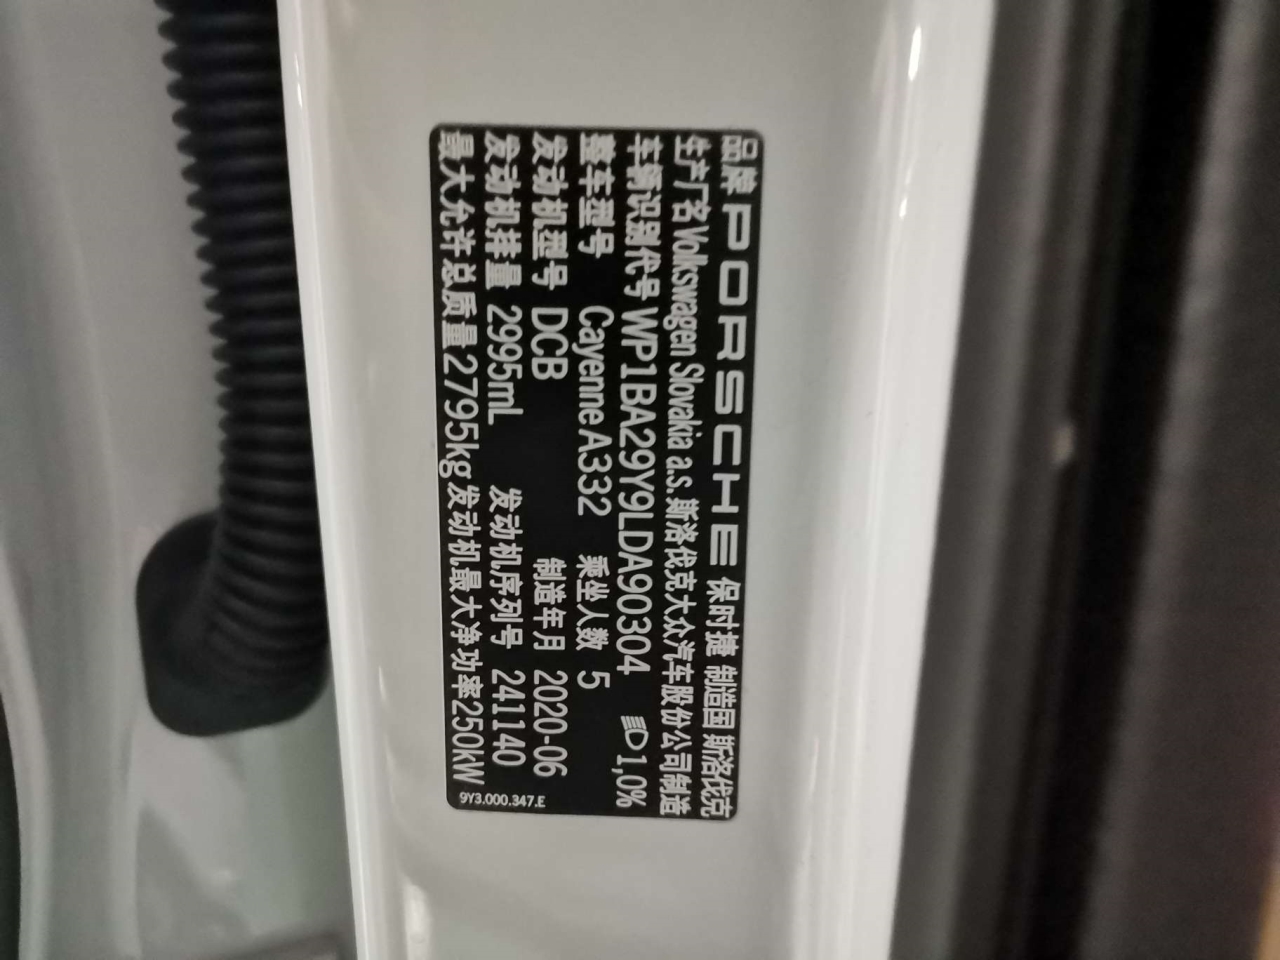 品牌 PORSCHE 保时捷 制造国 斯洛伐克
生产厂名 Volkswagen Slovakia a.s. 斯洛伐克大众汽车股份公司制造
车辆识别代号 WP1BA29Y9LDA90304 1,0%
整车型号 Cayenne A332 乘坐人数 5
发动机型号 DCB 制造年月 2020-06
发动机排量 2995mL 发动机序列号 241140
最大允许总质量 2795kg 发动机最大净功率 250kW
9Y3.000.347.E